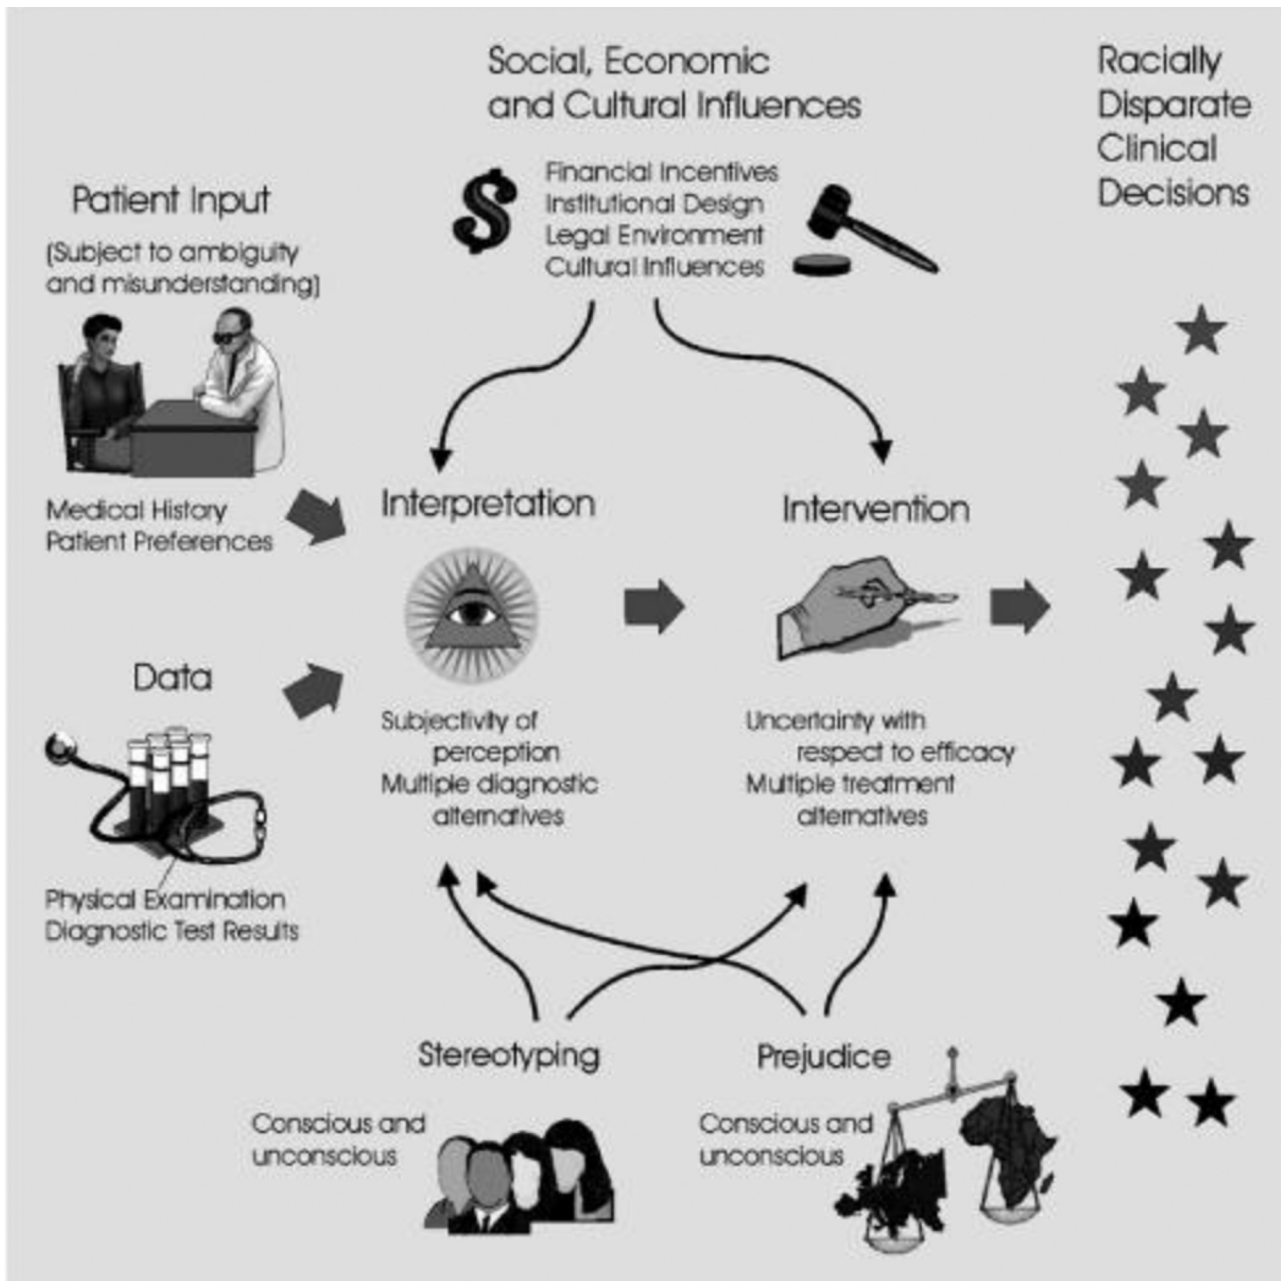 Social, Economic
and Cultural Influences
Financial Incentives
Institutional Design
Legal Environment
Cultural Influences
Racially
Disparate
Clinical
Decisions
Patient Input
(Subject to ambiguity
and misunderstanding)
Medical History
Patient Preferences
Data
Physical Examination
Diagnostic Test Results
Interpretation
Subjectivity of
perception
Multiple diagnostic
alternatives
Intervention
Uncertainty with
respect to efficacy
Multiple treatment
alternatives
Stereotyping
Conscious and
unconscious
Prejudice
Conscious and
unconscious